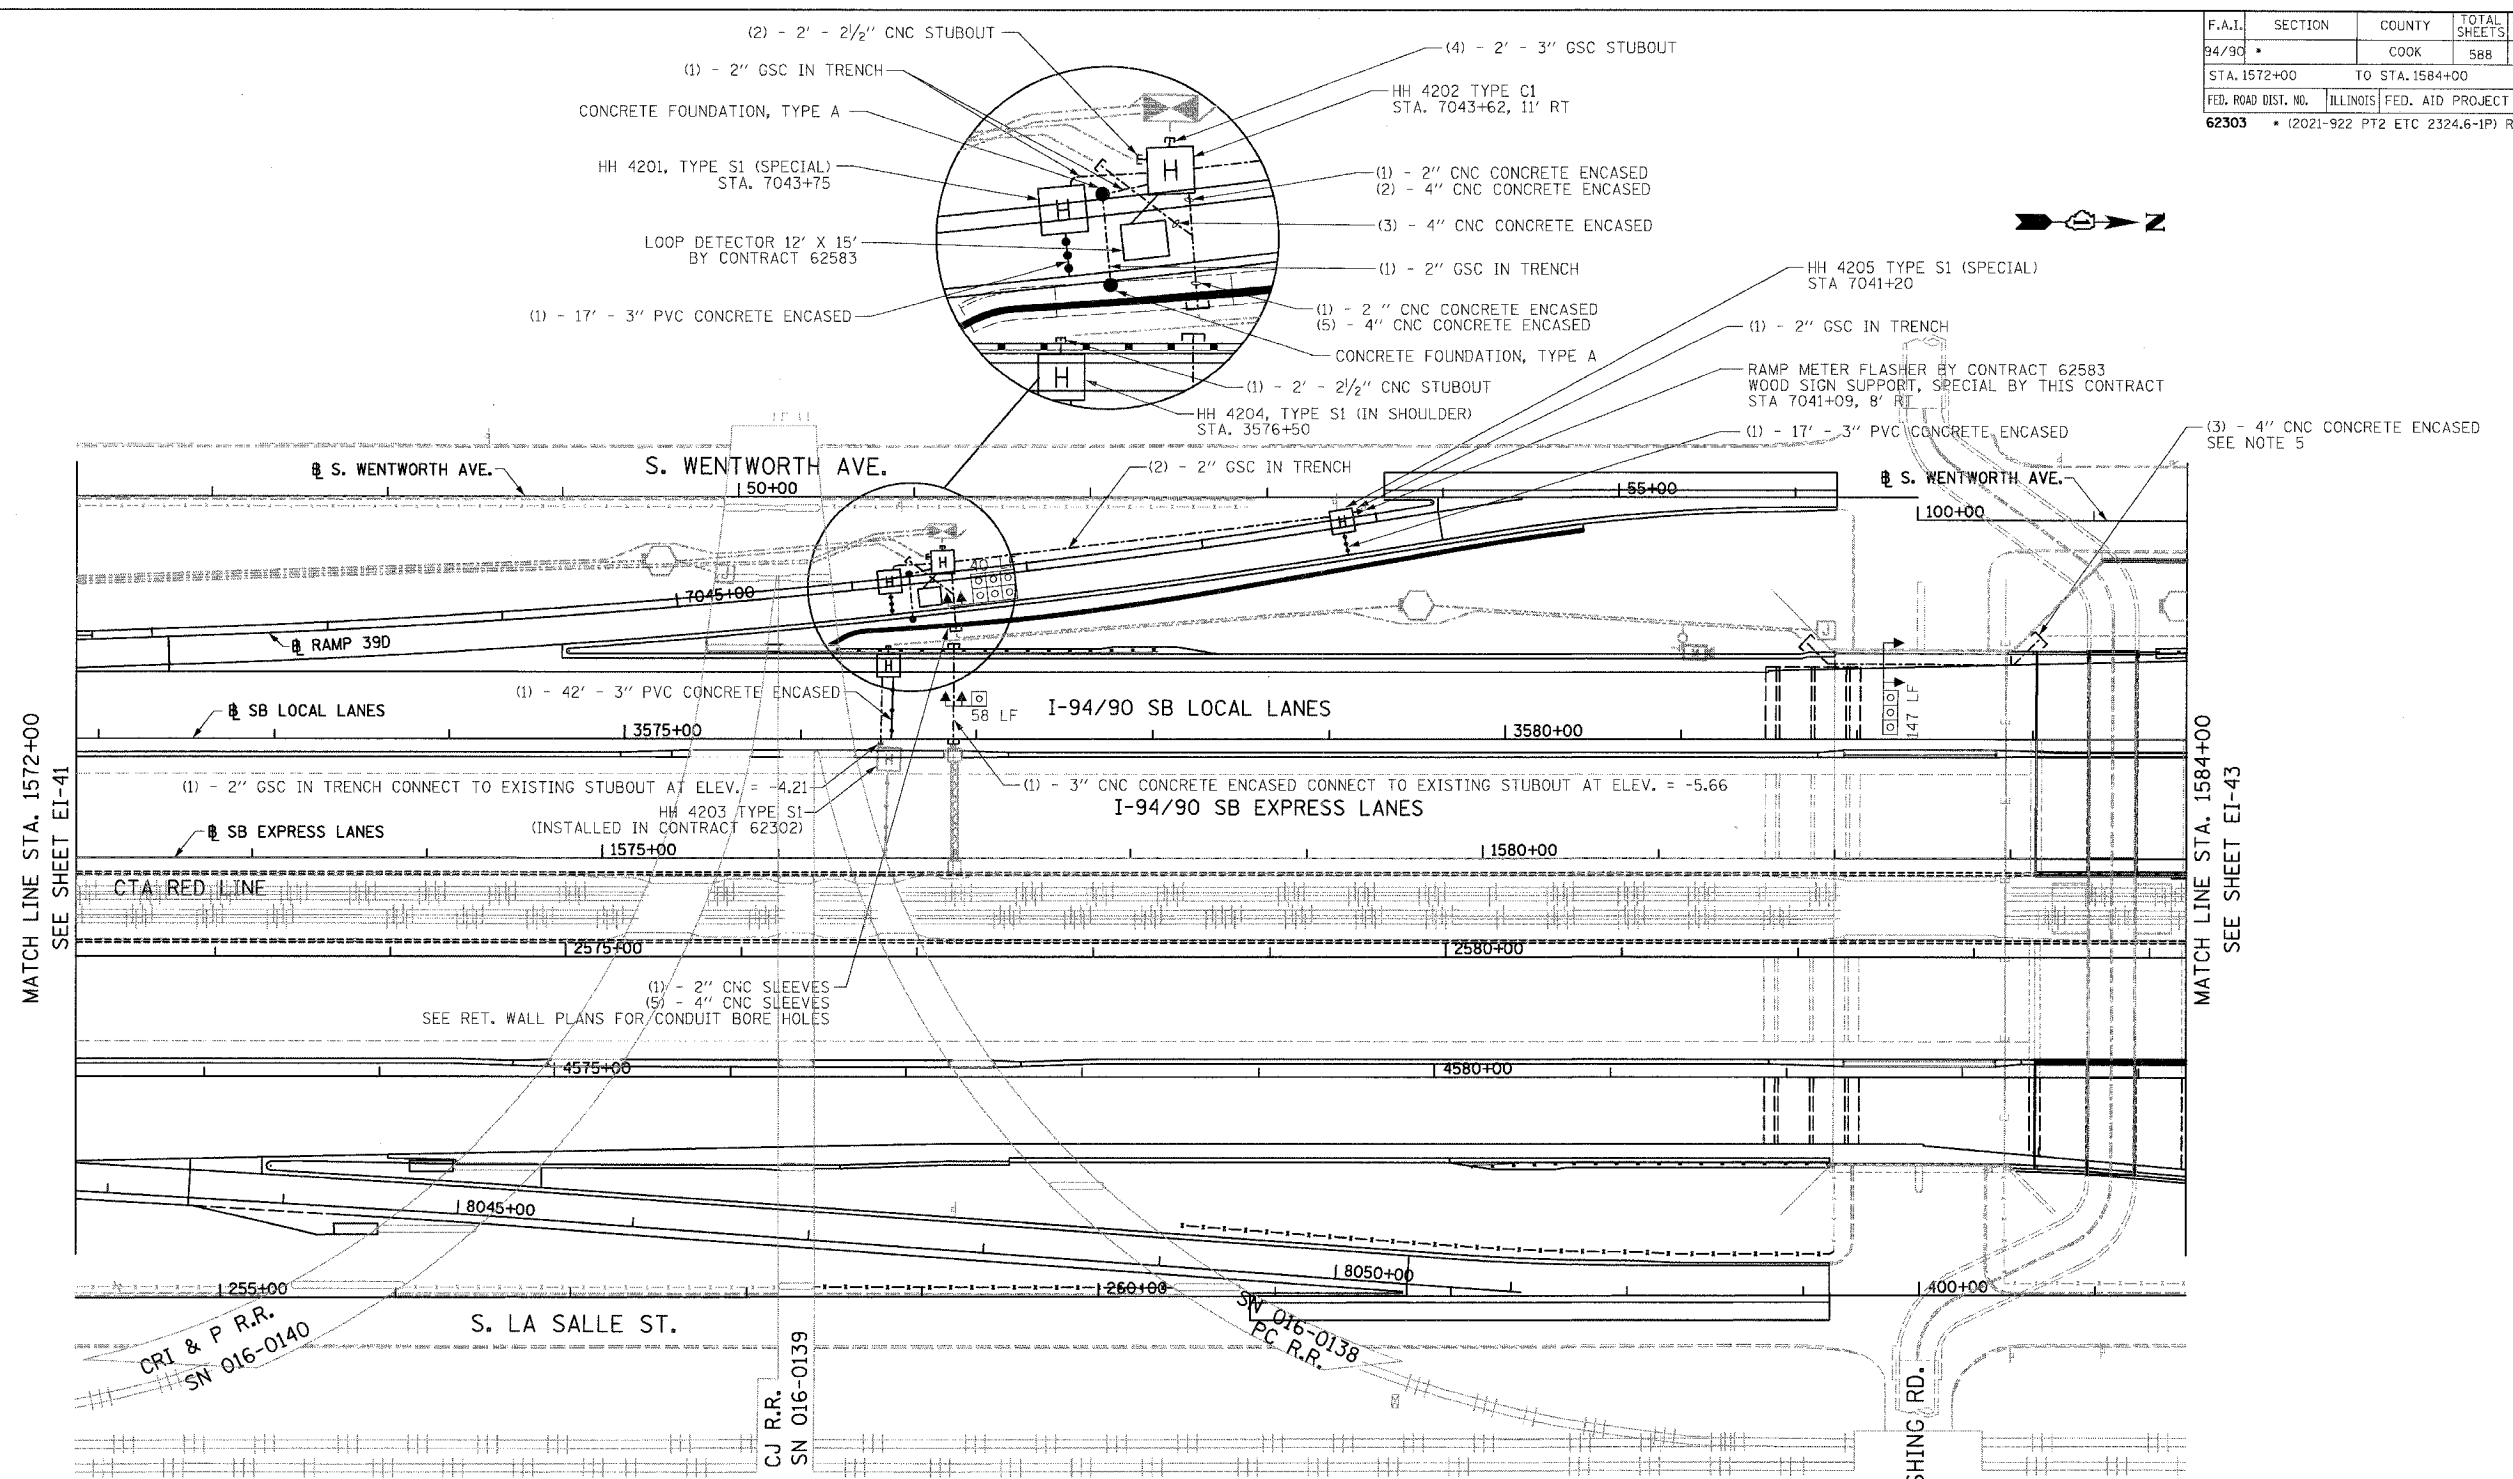 F.A.I. SECTION COUNTY TOTAL SHEETS
94/90 * COOK 588
STA. 1572+00 TO STA. 1584+00
FED. ROAD DIST. NO. ILLINOIS FED. AID PROJECT
62303 * (2021-922 PT2 ETC 2324.6-1P) R
(2) - 2' - 2 1/2" CNC STUBOUT
(1) - 2" GSC IN TRENCH
CONCRETE FOUNDATION, TYPE A
HH 4201, TYPE S1 (SPECIAL)
STA. 7043+75
LOOP DETECTOR 12' X 15'
BY CONTRACT 62583
(1) - 17' - 3" PVC CONCRETE ENCASED
(4) - 2' - 3" GSC STUBOUT
HH 4202 TYPE C1
STA. 7043+62, 11' RT
(1) - 2" CNC CONCRETE ENCASED
(2) - 4" CNC CONCRETE ENCASED
(3) - 4" CNC CONCRETE ENCASED
(1) - 2" GSC IN TRENCH
(1) - 2 " CNC CONCRETE ENCASED
(5) - 4" CNC CONCRETE ENCASED
CONCRETE FOUNDATION, TYPE A
(1) - 2' - 2 1/2" CNC STUBOUT
HH 4204, TYPE S1 (IN SHOULDER)
STA. 3576+50
H
H
H
N
HH 4205 TYPE S1 (SPECIAL)
STA 7041+20
(1) - 2" GSC IN TRENCH
RAMP METER FLASHER BY CONTRACT 62583
WOOD SIGN SUPPORT, SPECIAL BY THIS CONTRACT
STA 7041+09, 8' RT
(1) - 17' - 3" PVC CONCRETE ENCASED
(3) - 4" CNC CONCRETE ENCASED
SEE NOTE 5
℄ S. WENTWORTH AVE.
S. WENTWORTH AVE.
(2) - 2" GSC IN TRENCH
℄ S. WENTWORTH AVE.
50+00
55+00
100+00
H
H
H
H
J
J
40 LF
7045+00
℄ RAMP 39D
(1) - 42' - 3" PVC CONCRETE ENCASED
58 LF
I-94/90 SB LOCAL LANES
147 LF
℄ SB LOCAL LANES
3575+00
3580+00
(1) - 2" GSC IN TRENCH CONNECT TO EXISTING STUBOUT AT ELEV. = -4.21
(1) - 3" CNC CONCRETE ENCASED CONNECT TO EXISTING STUBOUT AT ELEV. = -5.66
HH 4203 TYPE S1
(INSTALLED IN CONTRACT 62302)
I-94/90 SB EXPRESS LANES
℄ SB EXPRESS LANES
1575+00
1580+00
CTA RED LINE
2575+00
2580+00
(1) - 2" CNC SLEEVES
(5) - 4" CNC SLEEVES
SEE RET. WALL PLANS FOR CONDUIT BORE HOLES
4575+00
4580+00
8045+00
8050+00
255+00
260+00
400+00
S. LA SALLE ST.
CRI & P R.R.
SN 016-0140
CJ R.R.
SN 016-0139
SN 016-0138
PC R.R.
SHING RD.
MATCH LINE STA. 1572+00
SEE SHEET EI-41
MATCH LINE STA. 1584+00
SEE SHEET EI-43